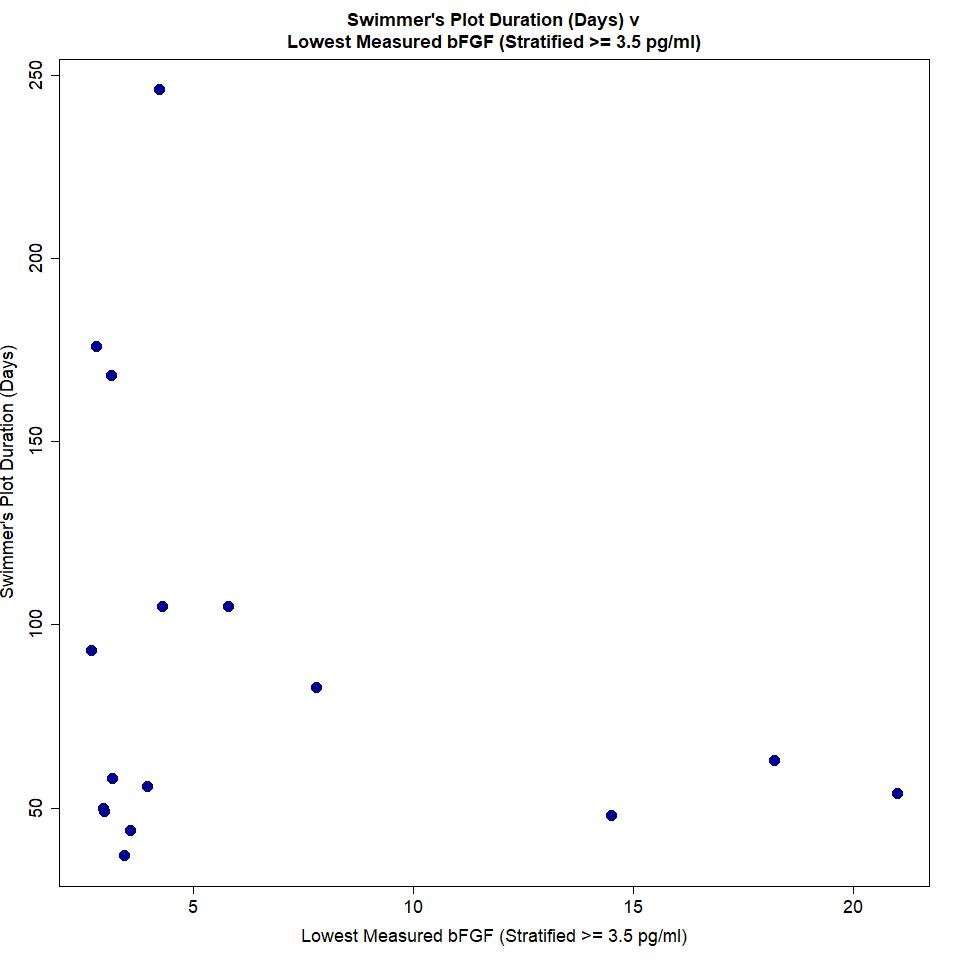 Swimmer's Plot Duration (Days) v
Lowest Measured bFGF (Stratified >= 3.5 pg/ml)
250
200
150
100
50
Swimmer's Plot Duration (Days)
5
10
15
20
Lowest Measured bFGF (Stratified >= 3.5 pg/ml)